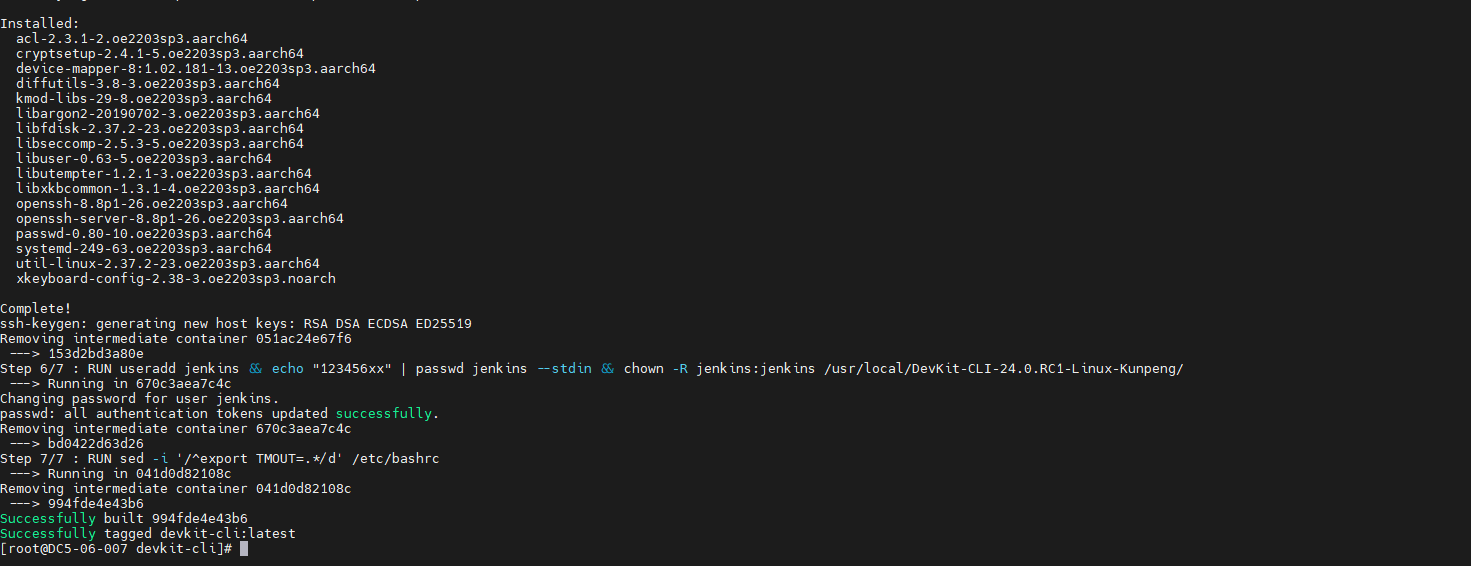 Installed:
  acl-2.3.1-2.oe2203sp3.aarch64
  cryptsetup-2.4.1-5.oe2203sp3.aarch64
  device-mapper-8:1.02.181-13.oe2203sp3.aarch64
  diffutils-3.8-3.oe2203sp3.aarch64
  kmod-libs-29-8.oe2203sp3.aarch64
  libargon2-20190702-3.oe2203sp3.aarch64
  libfdisk-2.37.2-23.oe2203sp3.aarch64
  libseccomp-2.5.3-5.oe2203sp3.aarch64
  libuser-0.63-5.oe2203sp3.aarch64
  libutempter-1.2.1-3.oe2203sp3.aarch64
  libxkbcommon-1.3.1-4.oe2203sp3.aarch64
  openssh-8.8p1-26.oe2203sp3.aarch64
  openssh-server-8.8p1-26.oe2203sp3.aarch64
  passwd-0.80-10.oe2203sp3.aarch64
  systemd-249-63.oe2203sp3.aarch64
  util-linux-2.37.2-23.oe2203sp3.aarch64
  xkeyboard-config-2.38-3.oe2203sp3.noarch
Complete!
ssh-keygen: generating new host keys: RSA DSA ECDSA ED25519
Removing intermediate container 051ac24e67f6
 ---> 153d2bd3a80e
Step 6/7 : RUN useradd jenkins && echo "123456xx" | passwd jenkins --stdin && chown -R jenkins:jenkins /usr/local/DevKit-CLI-24.0.RC1-Linux-Kunpeng/
 ---> Running in 670c3aea7c4c
Changing password for user jenkins.
passwd: all authentication tokens updated successfully.
Removing intermediate container 670c3aea7c4c
 ---> bd0422d63d26
Step 7/7 : RUN sed -i '/^export TMOUT=.*/d' /etc/bashrc
 ---> Running in 041d0d82108c
Removing intermediate container 041d0d82108c
 ---> 994fde4e43b6
Successfully built 994fde4e43b6
Successfully tagged devkit-cli:latest
[root@DC5-06-007 devkit-cli]#